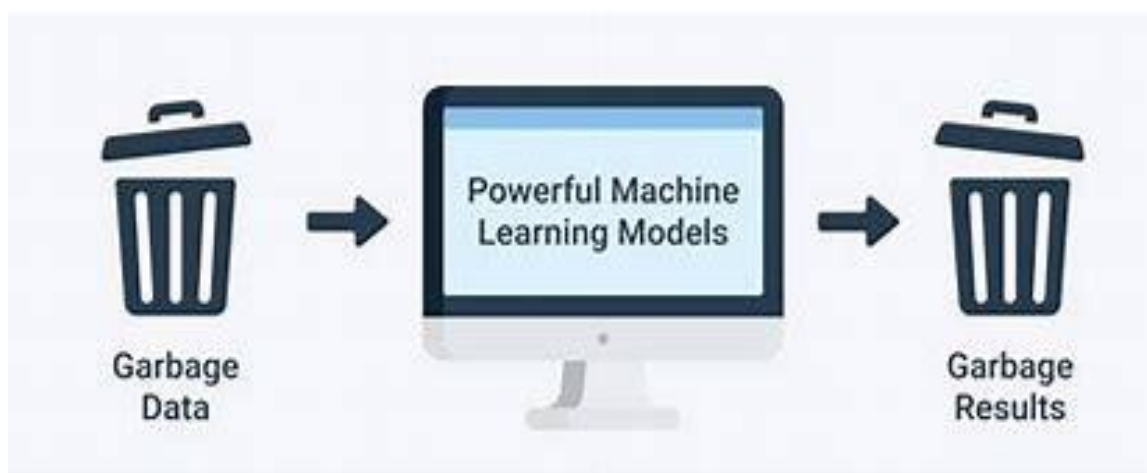 Garbage
Data
Powerful Machine
Learning Models
Garbage
Results